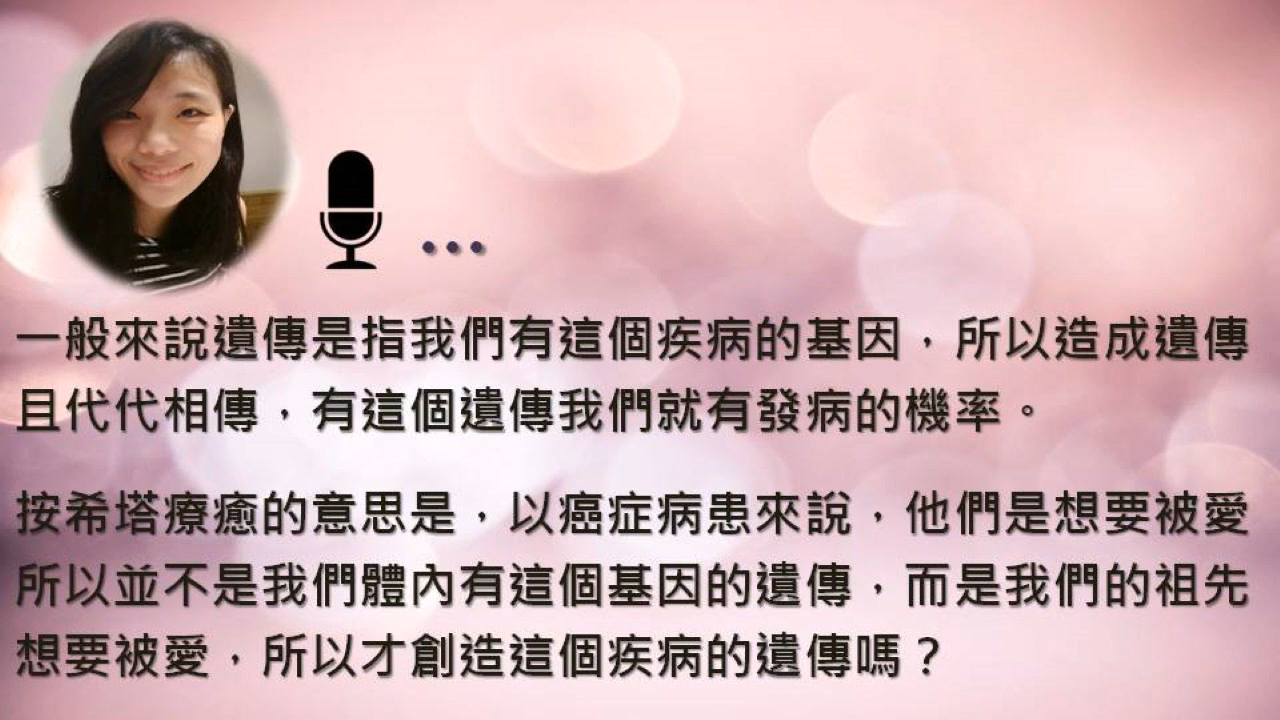 一般來說遺傳是指我們有這個疾病的基因，所以造成遺傳
且代代相傳，有這個遺傳我們就有發病的機率。
按希塔療癒的意思是，以癌症病患來說，他們是想要被愛
所以並不是我們體內有這個基因的遺傳，而是我們的祖先
想要被愛，所以才創造這個疾病的遺傳嗎？